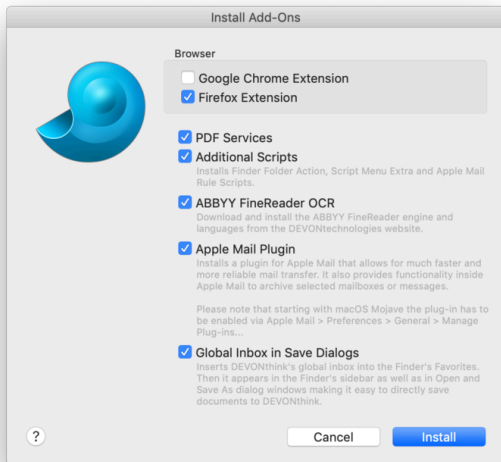 Install Add-Ons
Browser
Google Chrome Extension
Firefox Extension
PDF Services
Additional Scripts
Installs Finder Folder Action, Script Menu Extra and Apple Mail
Rule Scripts.
ABBYY FineReader OCR
Download and install the ABBYY FineReader engine and
languages from the DEVONtechnologies website.
Apple Mail Plugin
Installs a plugin for Apple Mail that allows for much faster and
more reliable mail transfer. It also provides functionality inside
Apple Mail to archive selected mailboxes or messages.
Please note that starting with macOS Mojave the plug-in has to
be enabled via Apple Mail > Preferences > General > Manage
Plug-ins...
Global Inbox in Save Dialogs
Inserts DEVONthink's global inbox into the Finder's Favorites.
Then it appears in the Finder's sidebar as well as in Open and
Save As dialog windows making it easy to directly save
documents to DEVONthink.
?
Cancel
Install